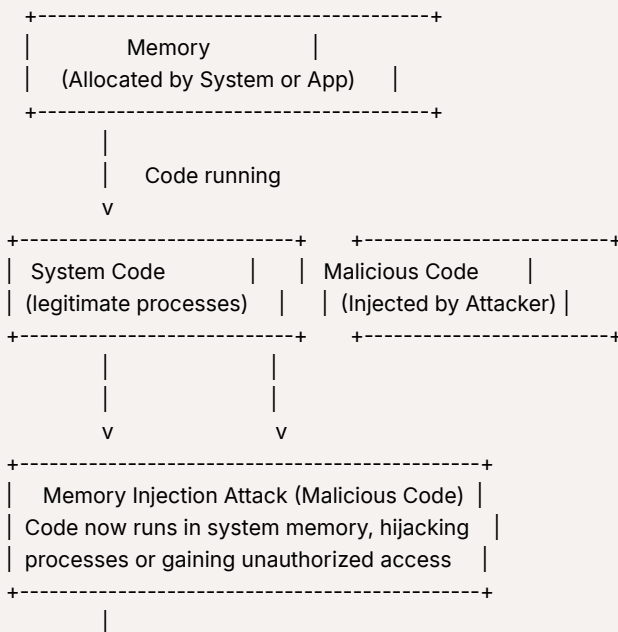 +---------------------------------------+
|                Memory                 |
|     (Allocated by System or App)      |
+---------------------------------------+
|
|      Code running
v
+---------------------------+       +------------------------+
|   System Code              |       |   Malicious Code        |
|  (legitimate processes)     |      |  (Injected by Attacker) |
+---------------------------+       +------------------------+
|                          |
|                          |
v                          v
+----------------------------------------------+
|     Memory Injection Attack (Malicious Code)  |
|  Code now runs in system memory, hijacking    |
|  processes or gaining unauthorized access     |
+----------------------------------------------+
|